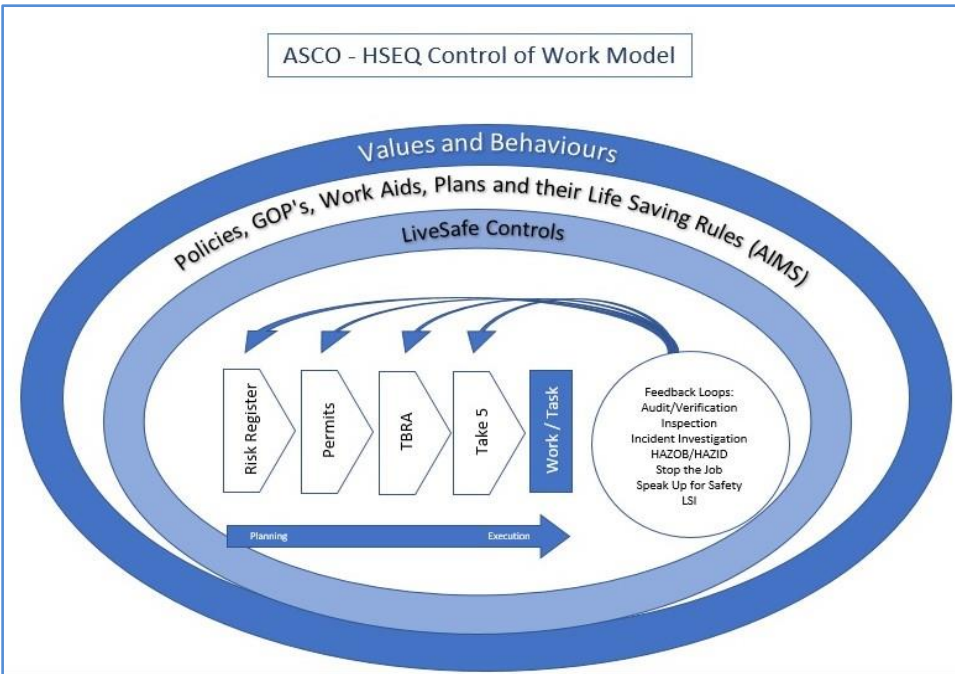 ASCO - HSEQ Control of Work Model
Values and Behaviours
Policies, GOP's, Work Aids, Plans and their Life Saving Rules (AIMS)
LiveSafe Controls
Risk Register
Permits
TBRA
Take 5
Work / Task
Feedback Loops:
Audit/Verification
Inspection
Incident Investigation
HAZOB/HAZID
Stop the Job
Speak Up for Safety
LSI
Planning
Execution